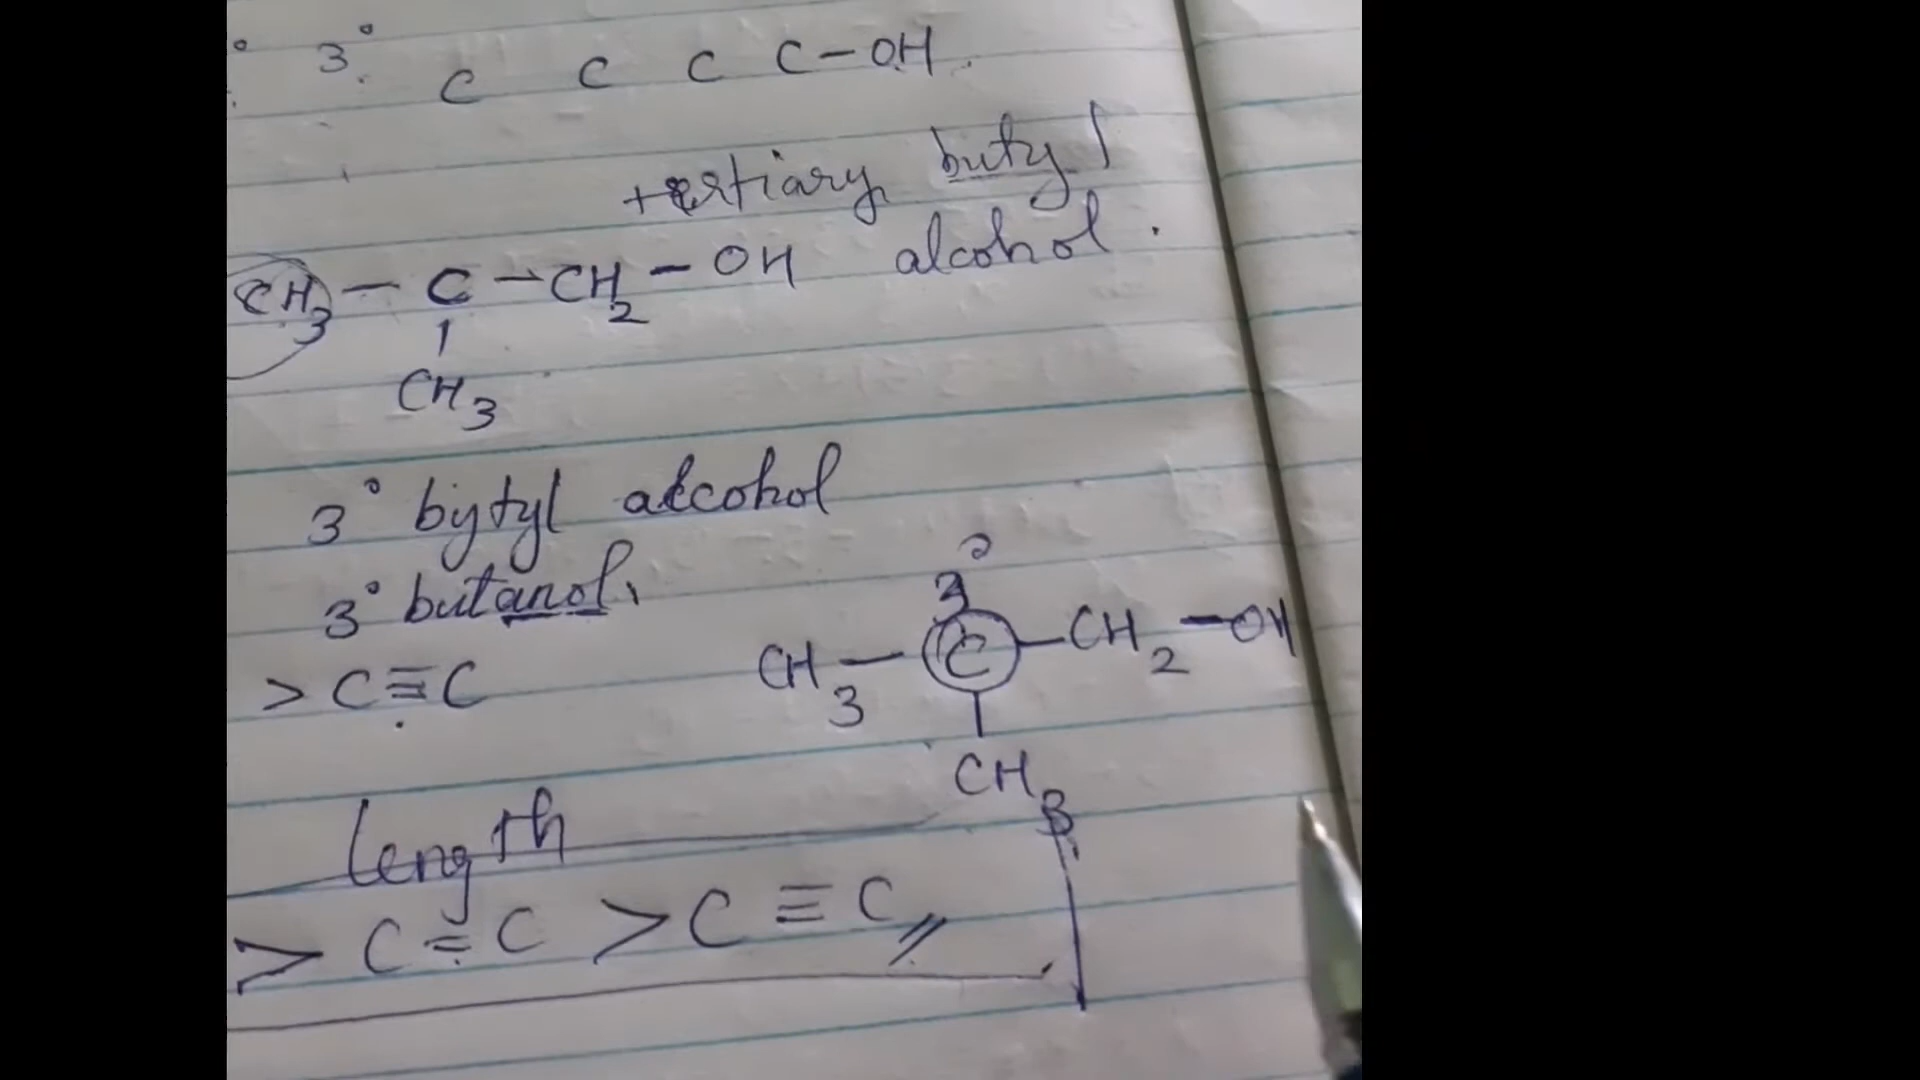 ° 3° C C C C-OH
tertiary butyl
alcohol.
CH3 - C - CH2 - OH
CH3
3° bytyl alcohol
3° butanol.
3°
CH3 - C - CH2 - OH
CH3
> C≡C
length
> C=C > C≡C